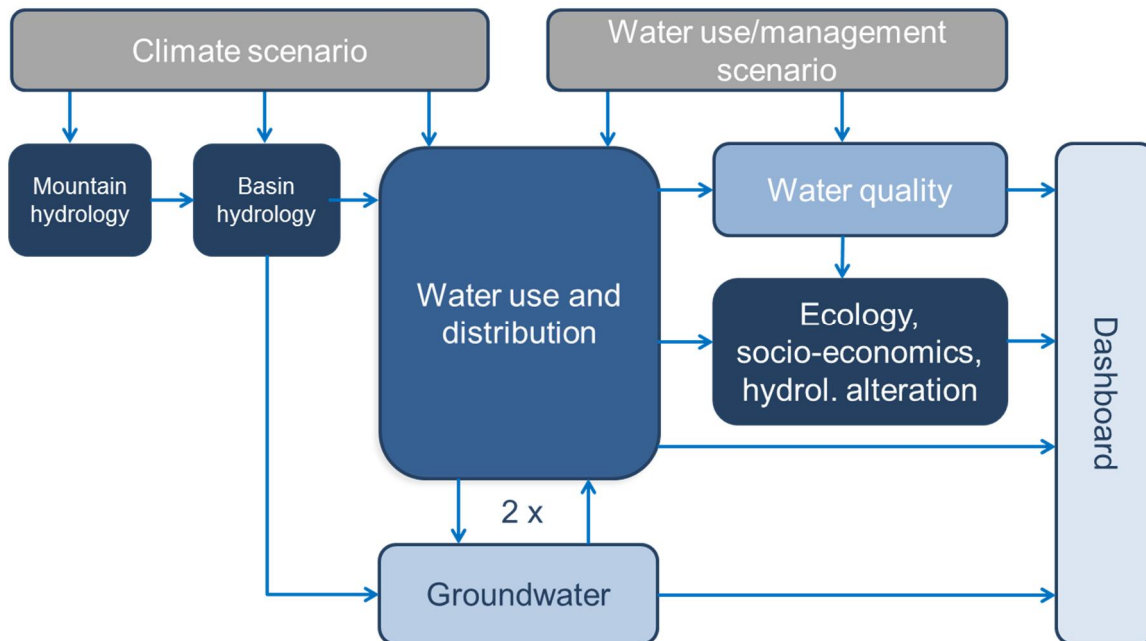 Climate scenario
Water use/management
scenario
Mountain
hydrology
Basin
hydrology
Water use and
distribution
Water quality
Ecology,
socio-economics,
hydrol. alteration
Dashboard
2 x
Groundwater